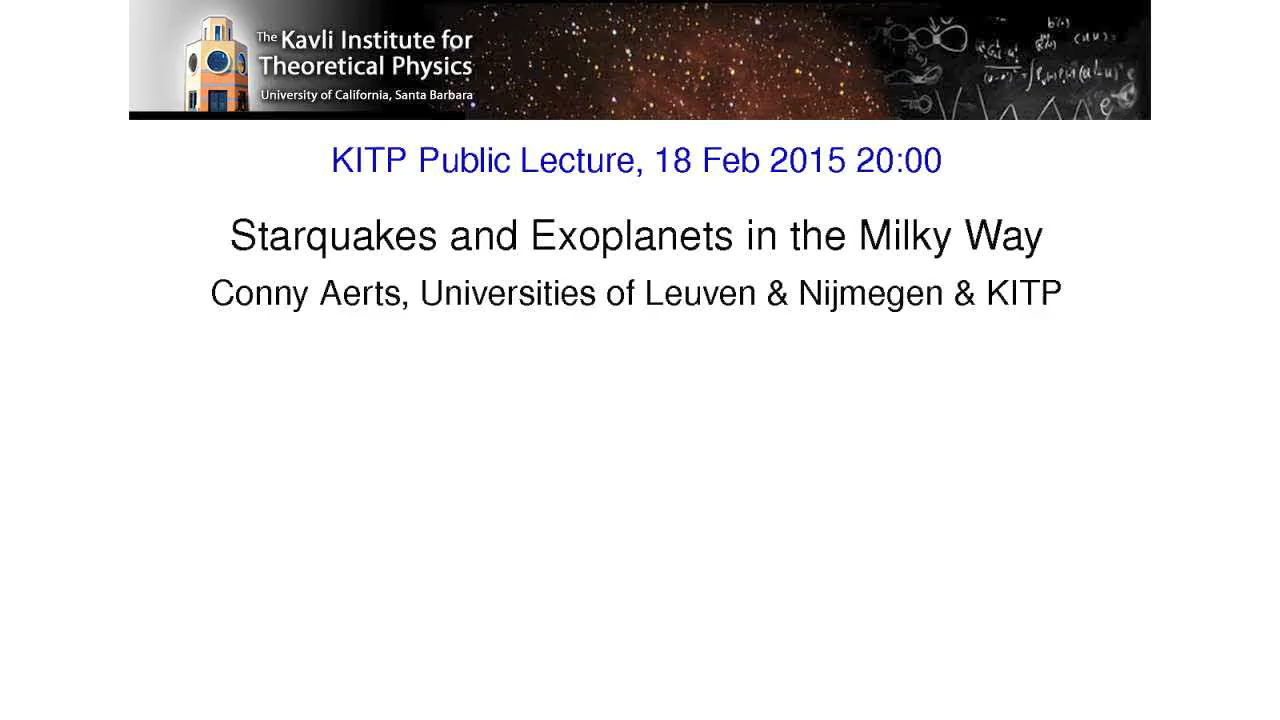 The Kavli Institute for
Theoretical Physics
University of California, Santa Barbara
KITP Public Lecture, 18 Feb 2015 20:00
Starquakes and Exoplanets in the Milky Way
Conny Aerts, Universities of Leuven & Nijmegen & KITP